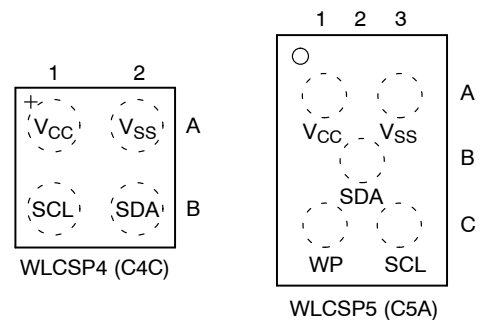 1 2
+
VCC VSS A
SCL SDA B
WLCSP4 (C4C)
1 2 3
A
VCC VSS
B
SDA
C
WP SCL
WLCSP5 (C5A)